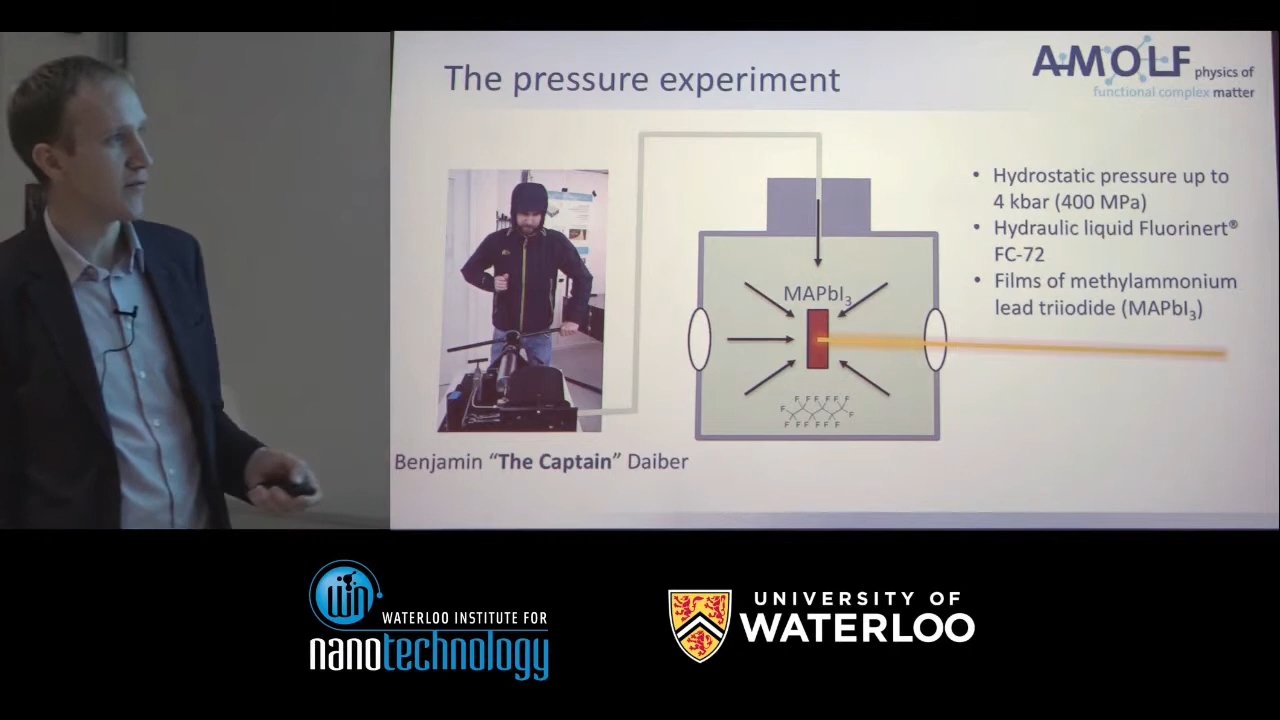 The pressure experiment
AMOLF physics of
functional complex matter
• Hydrostatic pressure up to
4 kbar (400 MPa)
• Hydraulic liquid Fluorinert®
FC-72
• Films of methylammonium
lead triiodide (MAPbI3)
MAPbI3
F F F F F F
F
F
F F F F F
Benjamin “The Captain” Daiber
WIN
WATERLOO INSTITUTE FOR
nanotechnology
UNIVERSITY OF
WATERLOO